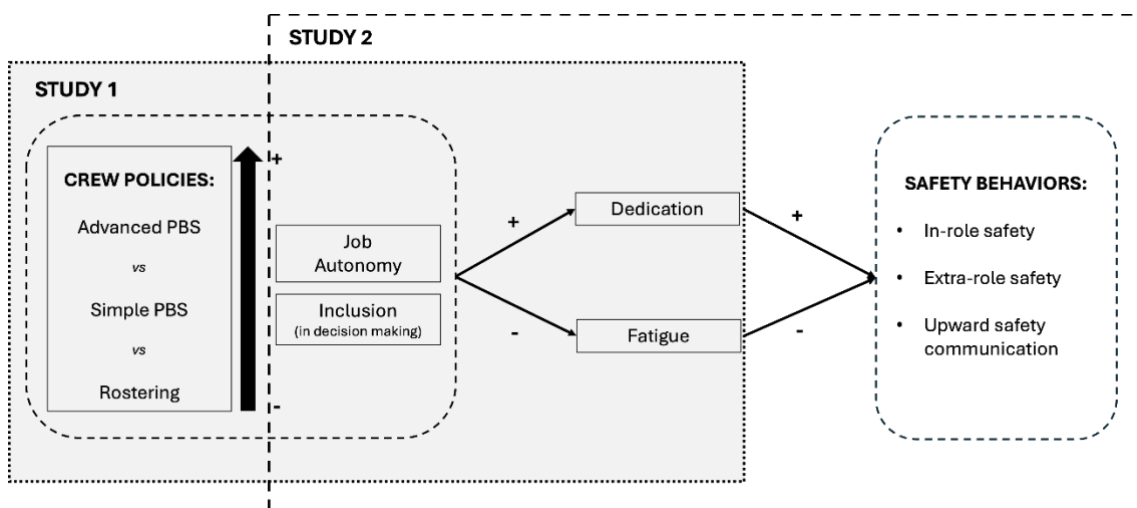 STUDY 2
STUDY 1
CREW POLICIES:
Advanced PBS
vs
Simple PBS
vs
Rostering
+
-
Job
Autonomy
Inclusion
(in decision making)
+
-
Dedication
Fatigue
+
-
SAFETY BEHAVIORS:
• In-role safety
• Extra-role safety
• Upward safety
communication